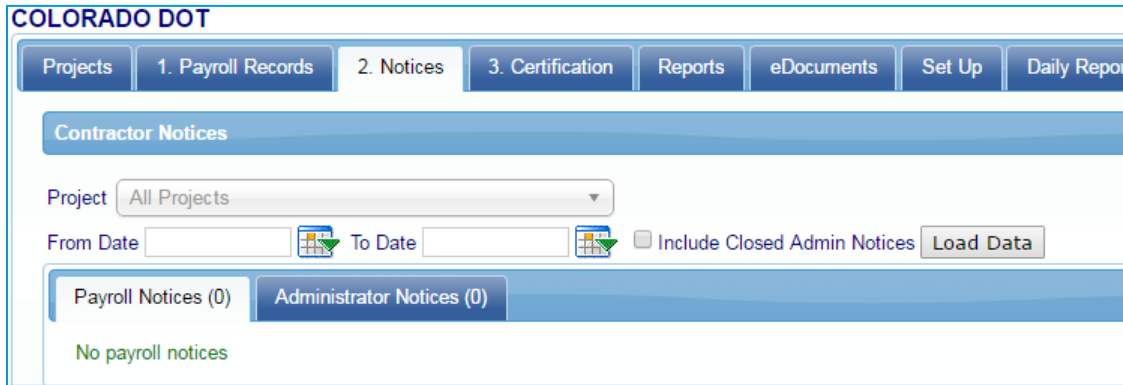 COLORADO DOT
Projects 1. Payroll Records 2. Notices 3. Certification Reports eDocuments Set Up Daily Repor
Contractor Notices
Project All Projects
From Date To Date Include Closed Admin Notices Load Data
Payroll Notices (0) Administrator Notices (0)
No payroll notices